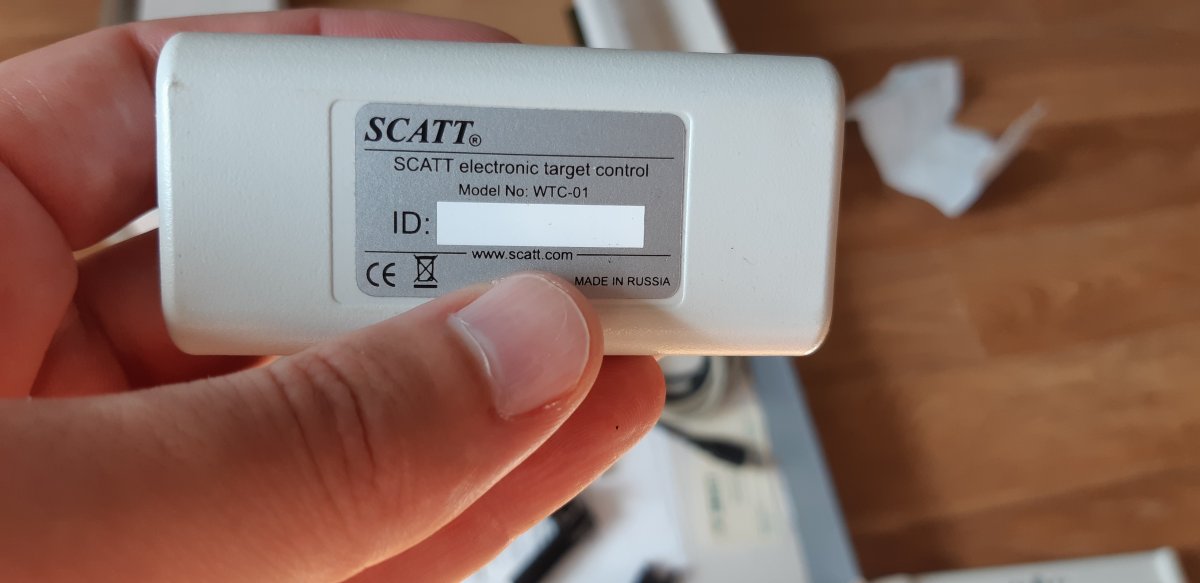 SCATT®
SCATT electronic target control
Model No: WTC-01
ID:
www.scatt.com
CE
MADE IN RUSSIA